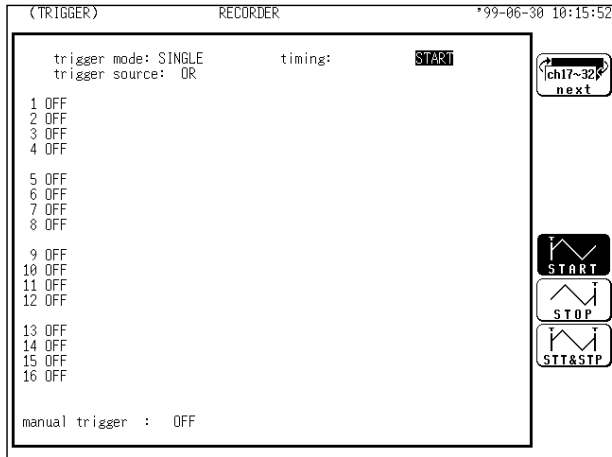 (TRIGGER) RECORDER '99-06-30 10:15:52
trigger mode: SINGLE timing: START
trigger source: OR
ch17~32
next
1 OFF
2 OFF
3 OFF
4 OFF
5 OFF
6 OFF
7 OFF
8 OFF
9 OFF
10 OFF
11 OFF
12 OFF
13 OFF
14 OFF
15 OFF
16 OFF
manual trigger : OFF
T
START
T
STOP
T T
STT&STP